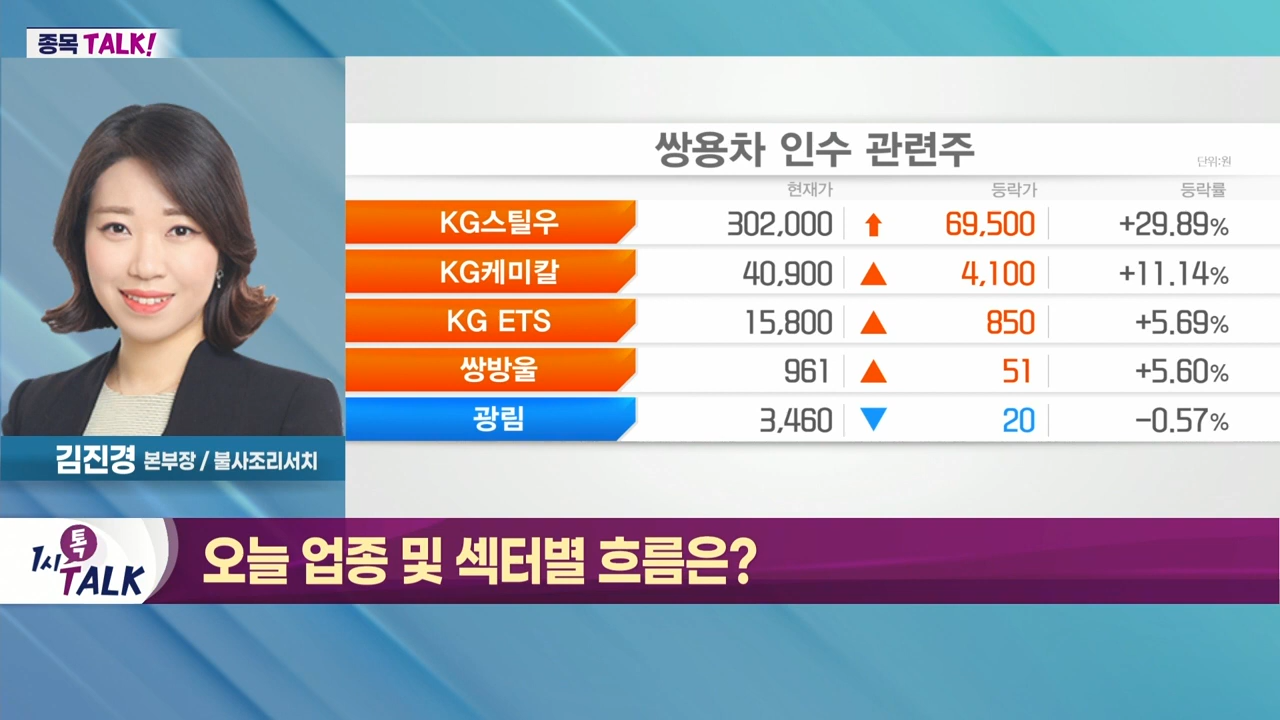 종목 TALK!
쌍용차 인수 관련주
단위:원
현재가 등락가 등락률
KG스틸우 302,000 69,500 +29.89%
KG케미칼 40,900 4,100 +11.14%
KG ETS 15,800 850 +5.69%
쌍방울 961 51 +5.60%
광림 3,460 20 -0.57%
김진경 본부장 / 불사조리서치
1시 톡 TALK
오늘 업종 및 섹터별 흐름은?